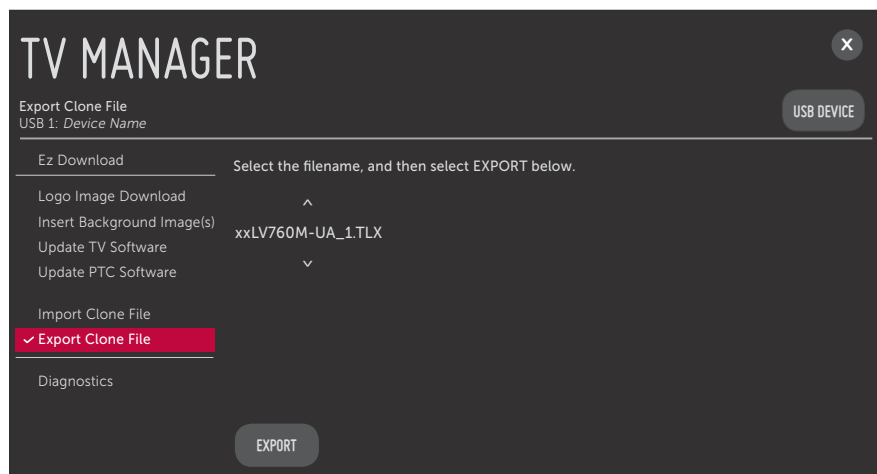 TV MANAGER
X
Export Clone File
USB 1: Device Name
USB DEVICE
Ez Download
Logo Image Download
Insert Background Image(s)
Update TV Software
Update PTC Software
Import Clone File
Export Clone File
Diagnostics
Select the filename, and then select EXPORT below.
xxLV760M-UA_1.TLX
EXPORT